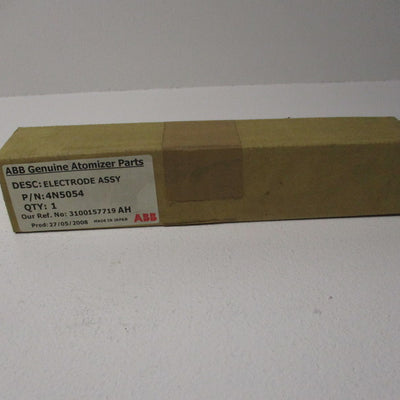 ABB Genuine Atomizer Parts
DESC: ELECTRODE ASSY
P/N: 4N5054
QTY: 1
Our Ref. No: 3100157719 AH
Prod: 27/05/2008 MADE IN JAPAN ABB